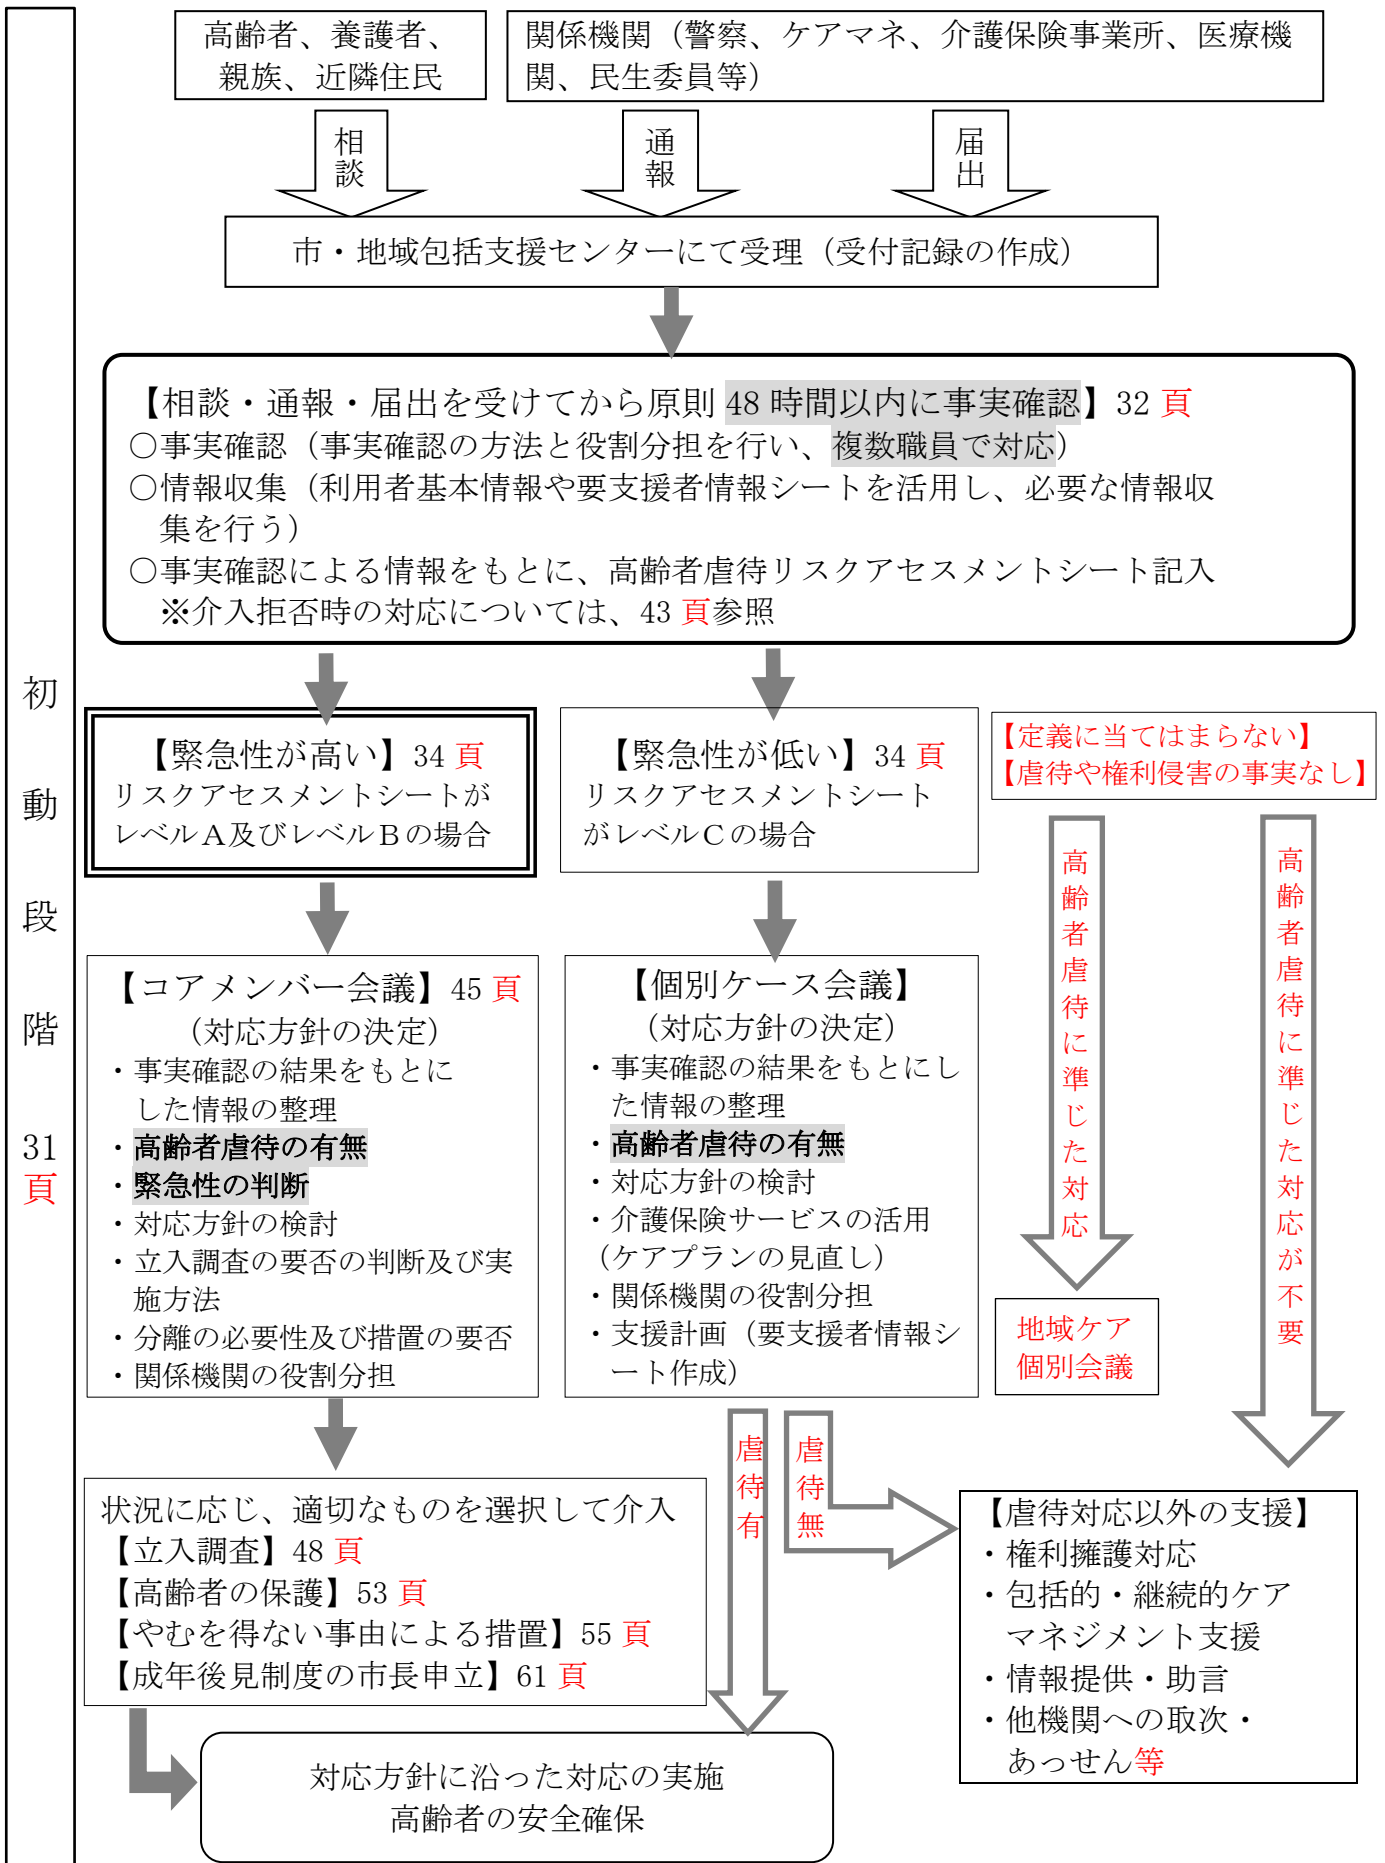 高齢者、養護者、
親族、近隣住民
関係機関（警察、ケアマネ、介護保険事業所、医療機
関、民生委員等）
相談
通報
届出
市・地域包括支援センターにて受理（受付記録の作成）
【相談・通報・届出を受けてから原則 48 時間以内に事実確認】32 頁
○事実確認（事実確認の方法と役割分担を行い、複数職員で対応）
○情報収集（利用者基本情報や要支援者情報シートを活用し、必要な情報収
集を行う）
○事実確認による情報をもとに、高齢者虐待リスクアセスメントシート記入
※介入拒否時の対応については、43 頁参照
初動段階 31 頁
【緊急性が高い】34 頁
リスクアセスメントシートが
レベルＡ及びレベルＢの場合
【緊急性が低い】34 頁
リスクアセスメントシート
がレベルＣの場合
【定義に当てはまらない】
【虐待や権利侵害の事実なし】
高齢者虐待に準じた対応
高齢者虐待に準じた対応が不要
【コアメンバー会議】45 頁
（対応方針の決定）
・事実確認の結果をもとに
した情報の整理
・高齢者虐待の有無
・緊急性の判断
・対応方針の検討
・立入調査の要否の判断及び実
施方法
・分離の必要性及び措置の要否
・関係機関の役割分担
【個別ケース会議】
（対応方針の決定）
・事実確認の結果をもとにし
た情報の整理
・高齢者虐待の有無
・対応方針の検討
・介護保険サービスの活用
（ケアプランの見直し）
・関係機関の役割分担
・支援計画（要支援者情報シ
ート作成）
地域ケア
個別会議
虐待有
虐待無
状況に応じ、適切なものを選択して介入
【立入調査】48 頁
【高齢者の保護】53 頁
【やむを得ない事由による措置】55 頁
【成年後見制度の市長申立】61 頁
【虐待対応以外の支援】
・権利擁護対応
・包括的・継続的ケア
マネジメント支援
・情報提供・助言
・他機関への取次・
あっせん等
対応方針に沿った対応の実施
高齢者の安全確保